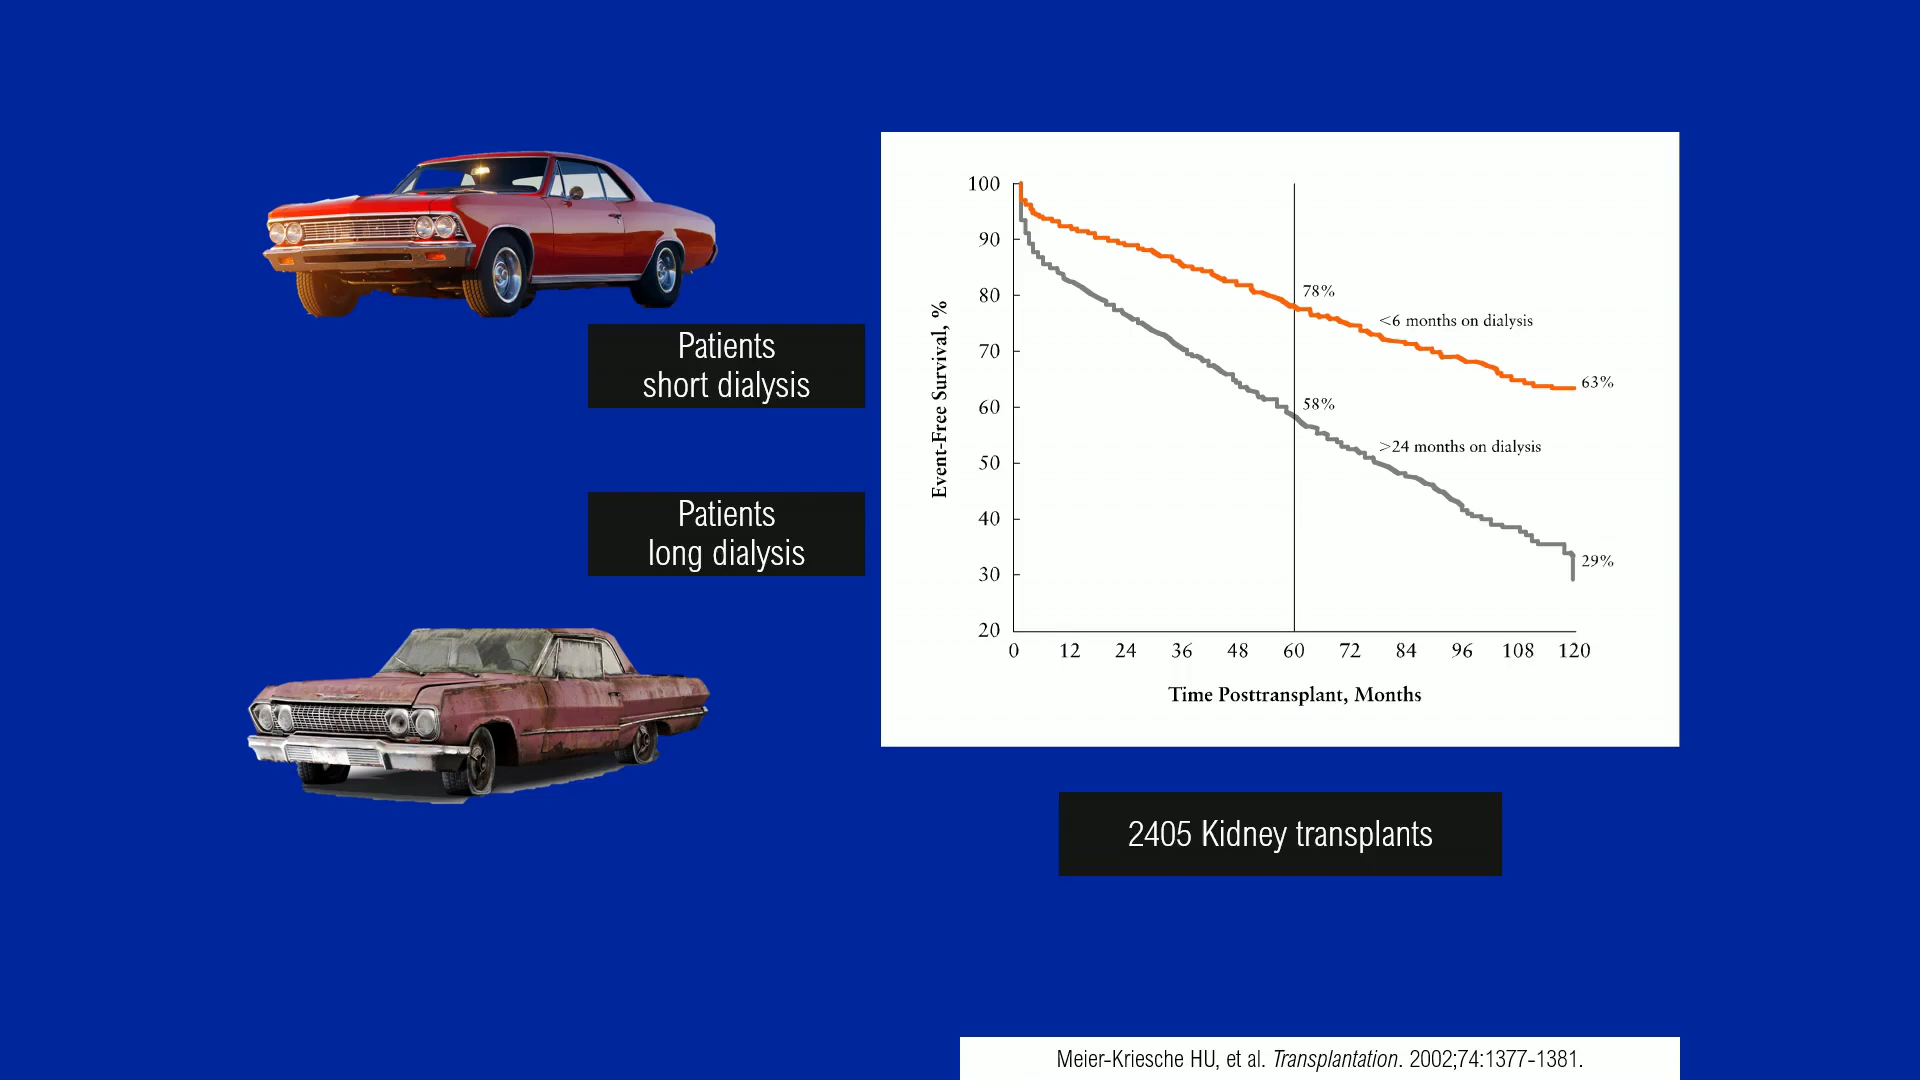 Patients
short dialysis
Patients
long dialysis
100
90
80
70
60
50
40
30
20
0 12 24 36 48 60 72 84 96 108 120
Event-Free Survival, %
Time Posttransplant, Months
78%
<6 months on dialysis
63%
58%
>24 months on dialysis
29%
2405 Kidney transplants
Meier-Kriesche HU, et al. Transplantation. 2002;74:1377-1381.